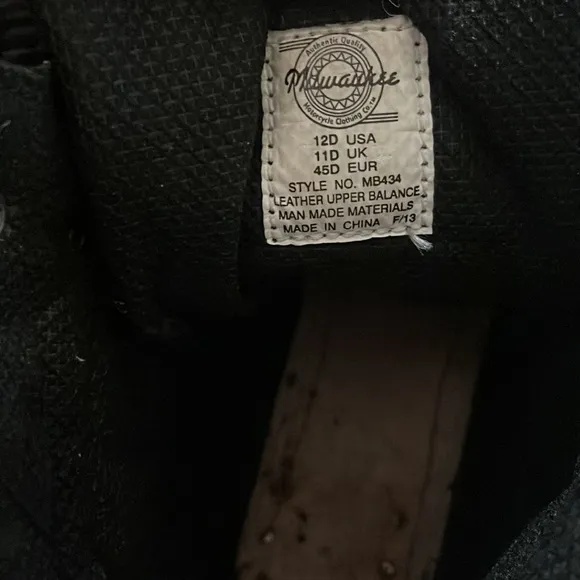 Authentic Quality
Milwaukee
Motorcycle Clothing Co.™
12D USA
11D UK
45D EUR
STYLE NO. MB434
LEATHER UPPER BALANCE
MAN MADE MATERIALS
MADE IN CHINA F/13